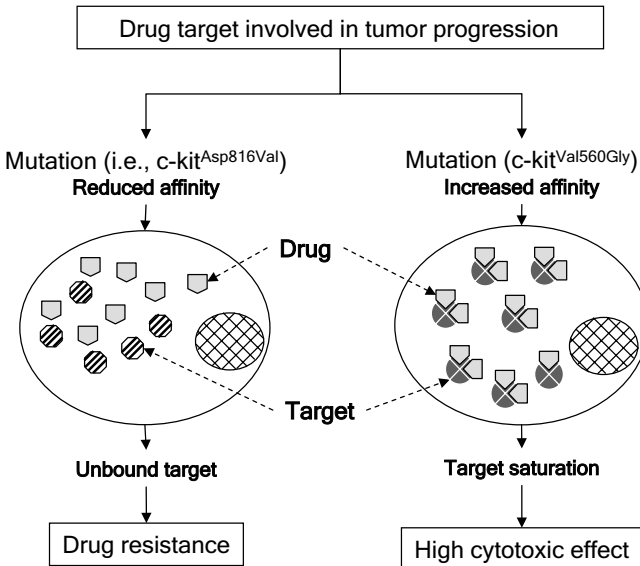 Drug target involved in tumor progression
Mutation (i.e., c-kitAsp816Val)
Reduced affinity
Mutation (c-kitVal560Gly)
Increased affinity
Drug
Target
Unbound target
Target saturation
Drug resistance
High cytotoxic effect